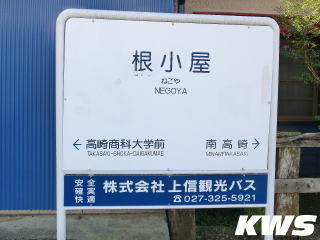 根小屋
ねごや
NEGOYA
← 高崎商科大学前
TAKASAKI-SHOKA-DAIGAKUMAE
南高崎 →
MINAMITAKASAKI
安全
確実
快適
株式会社上信観光バス
☎027-325-5921
KWS